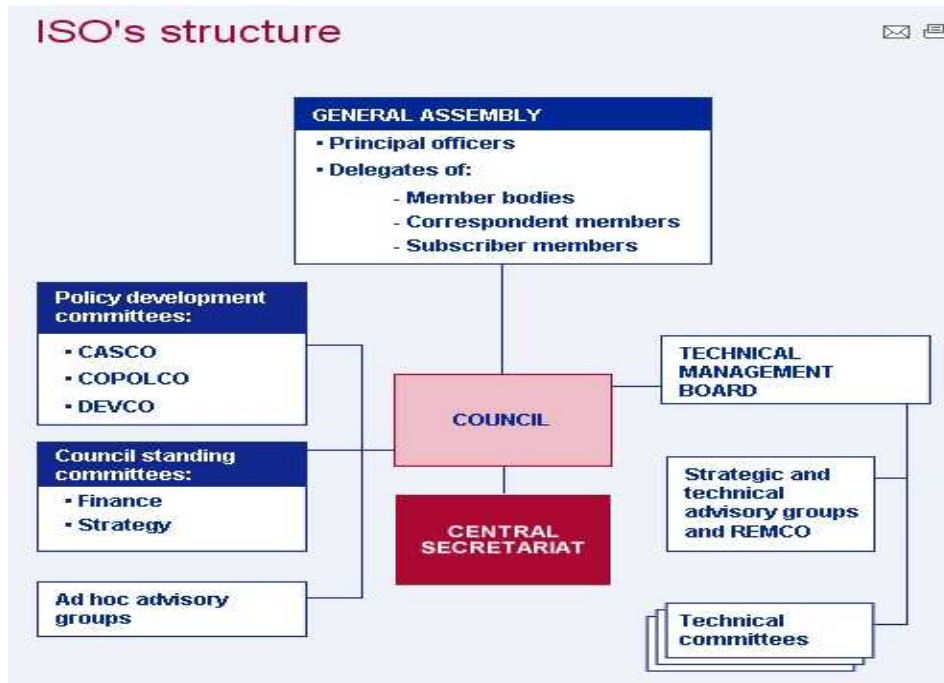 ISO's structure
GENERAL ASSEMBLY
▪ Principal officers
▪ Delegates of:
- Member bodies
- Correspondent members
- Subscriber members
Policy development
committees:
▪ CASCO
▪ COPOLCO
▪ DEVCO
Council standing
committees:
▪ Finance
▪ Strategy
Ad hoc advisory
groups
COUNCIL
CENTRAL
SECRETARIAT
TECHNICAL
MANAGEMENT
BOARD
Strategic and
technical
advisory groups
and REMCO
Technical
committees